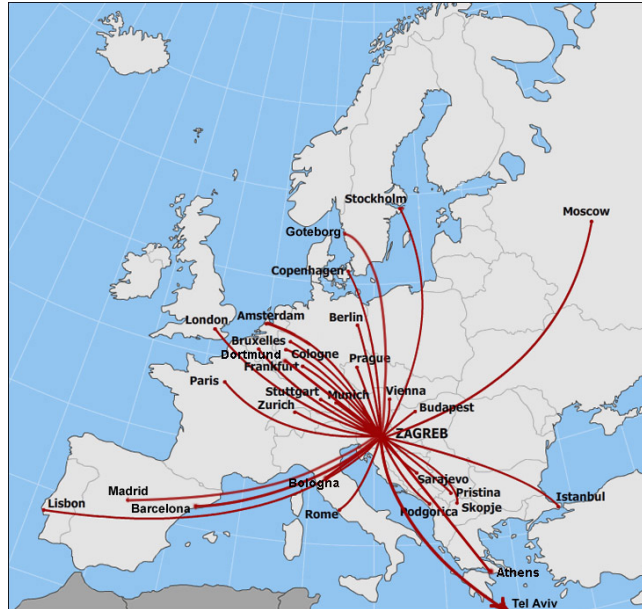 Stockholm
Moscow
Goteborg
Copenhagen
Amsterdam
London
Berlin
Bruxelles
Dortmund
Cologne
Frankfurt
Prague
Paris
Stuttgart
Munich
Vienna
Zurich
Budapest
ZAGREB
Sarajevo
Bologna
Pristina
Madrid
Istanbul
Lisbon
Barcelona
Skopje
Rome
Podgorica
Athens
Tel Aviv